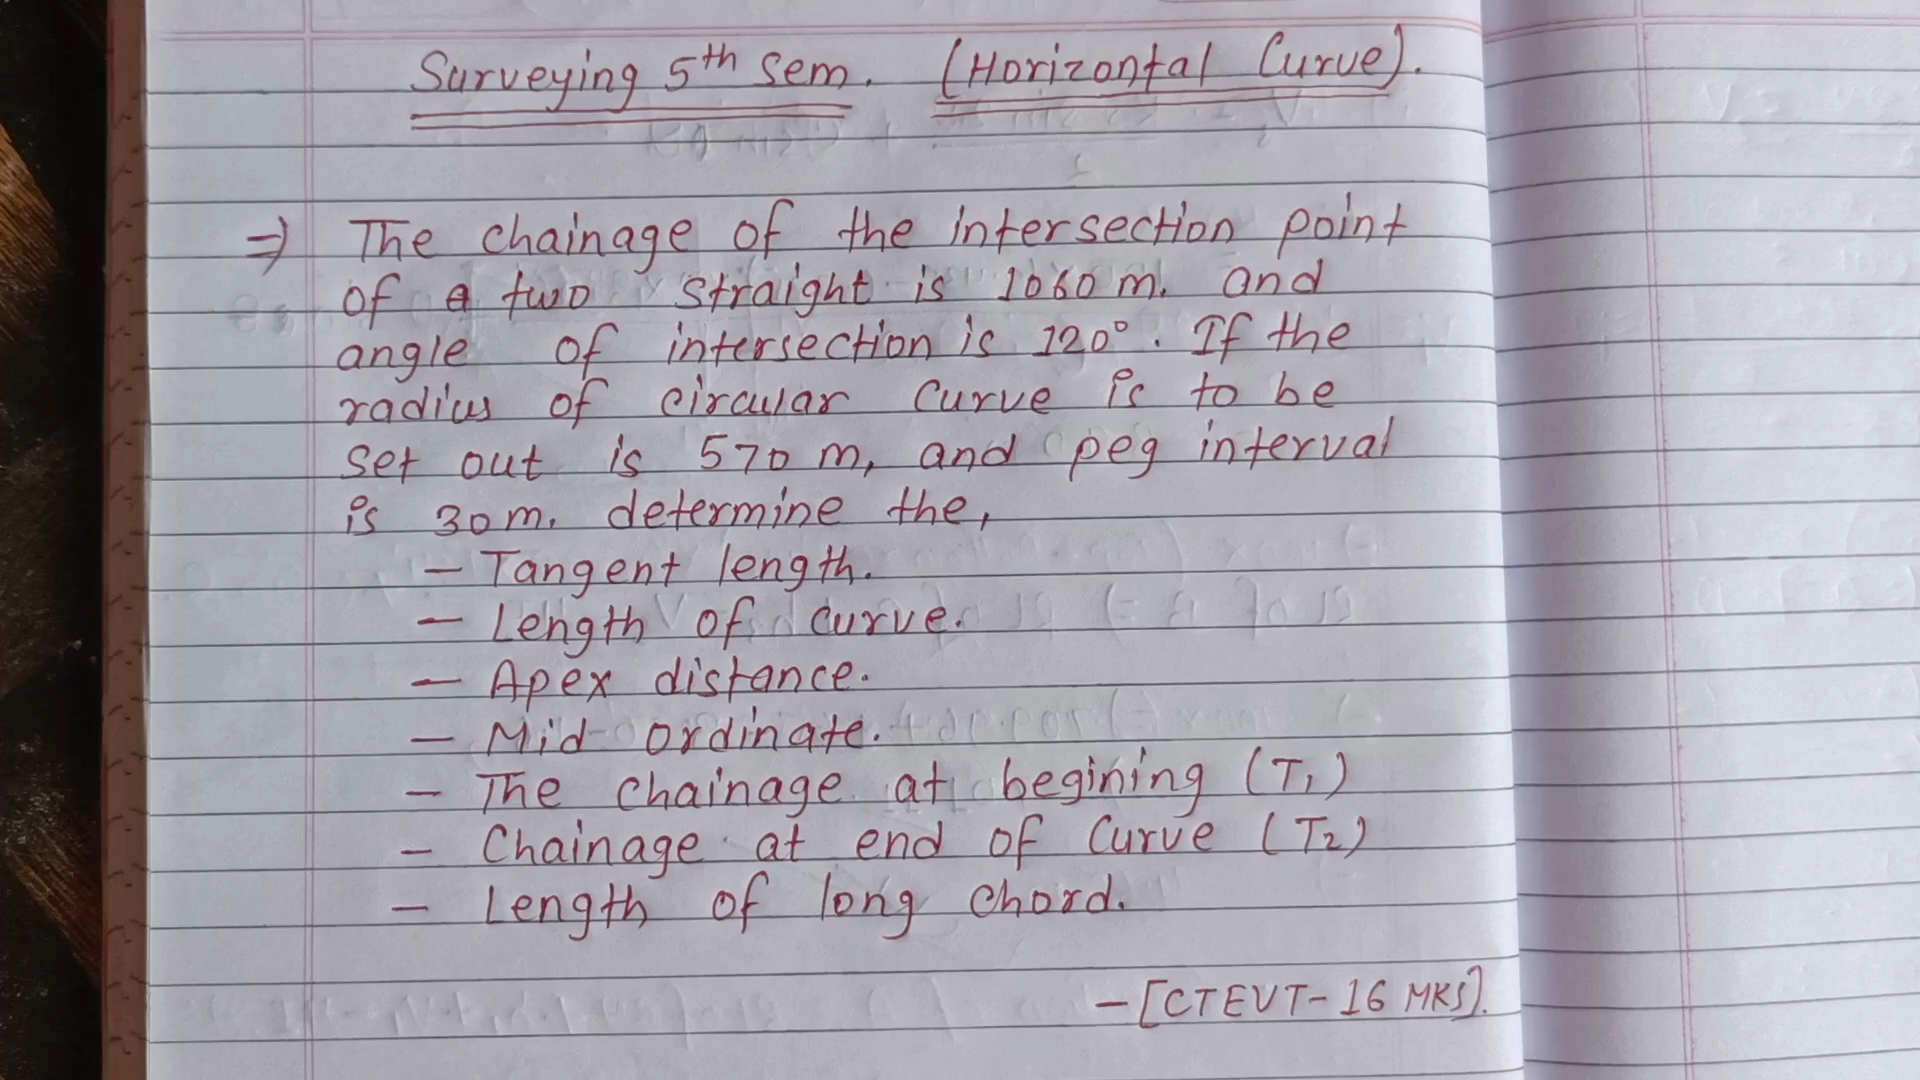 Surveying 5th sem. (Horizontal Curve).
⇒ The chainage of the intersection point
of a two straight is 1060 m. and
angle of intersection is 120°. If the
radius of circular curve is to be
set out is 570 m, and peg interval
is 30m. determine the,
- Tangent length.
- Length of curve.
- Apex distance.
- Mid ordinate.
- The chainage at begining (T1)
- Chainage at end of Curve (T2)
- Length of long chord.
- [CTEVT- 16 MKS].